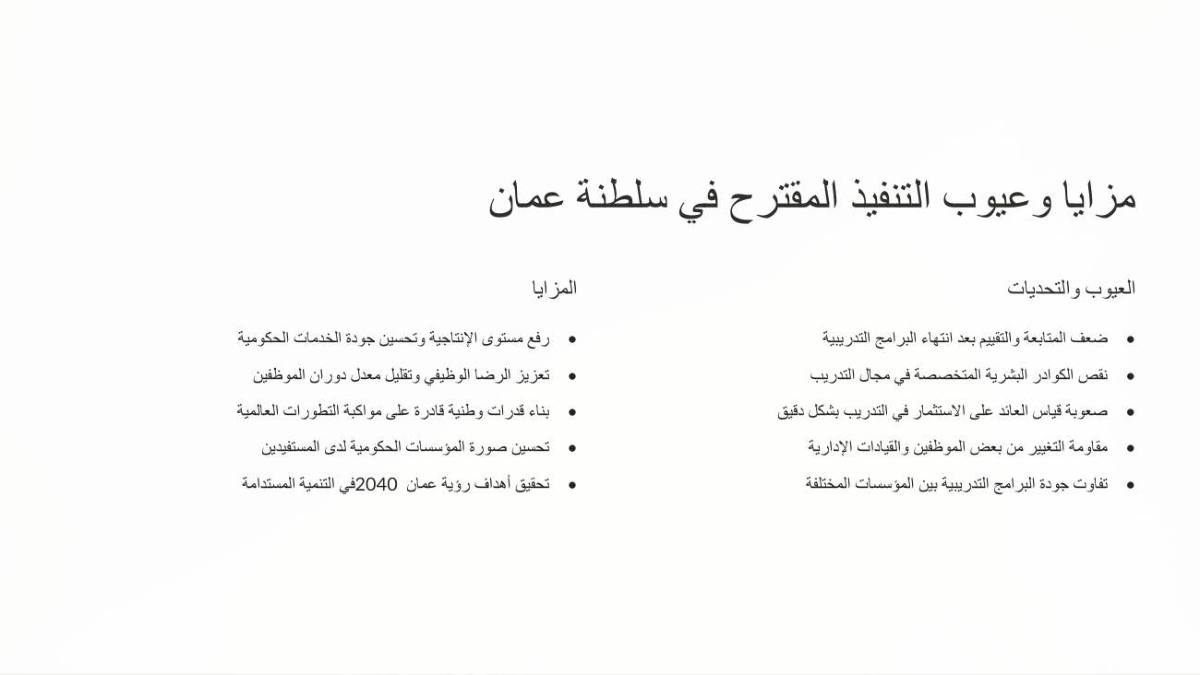 مزايا وعيوب التنفيذ المقترح في سلطنة عمان
العيوب والتحديات
• ضعف المتابعة والتقييم بعد انتهاء البرامج التدريبية
• نقص الكوادر البشرية المتخصصة في مجال التدريب
• صعوبة قياس العائد على الاستثمار في التدريب بشكل دقيق
• مقاومة التغيير من بعض الموظفين والقيادات الإدارية
• تفاوت جودة البرامج التدريبية بين المؤسسات المختلفة
المزايا
• رفع مستوى الإنتاجية وتحسين جودة الخدمات الحكومية
• تعزيز الرضا الوظيفي وتقليل معدل دوران الموظفين
• بناء قدرات وطنية قادرة على مواكبة التطورات العالمية
• تحسين صورة المؤسسات الحكومية لدى المستفيدين
• تحقيق أهداف رؤية عمان 2040في التنمية المستدامة